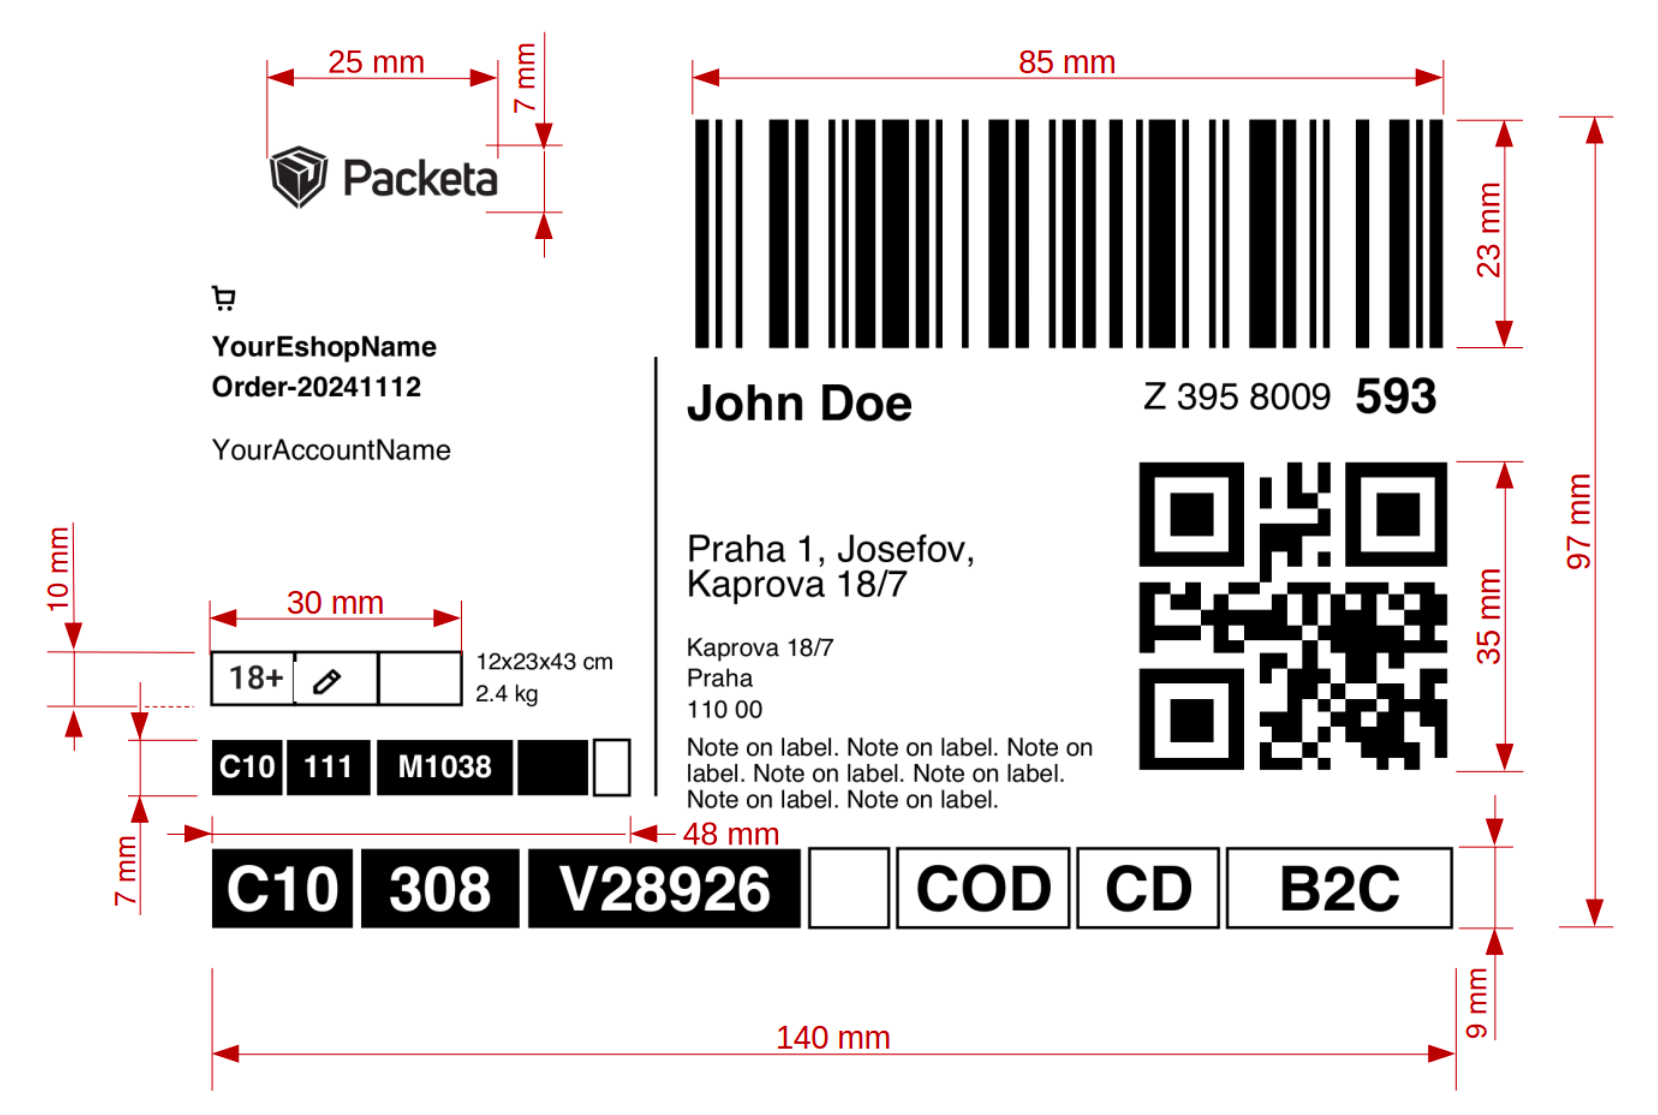 25 mm
7 mm
85 mm
Packeta
23 mm
97 mm
YourEshopName
Order-20241112
YourAccountName
John Doe
Z 395 8009 593
Praha 1, Josefov,
Kaprova 18/7
35 mm
10 mm
30 mm
18+
12x23x43 cm
2.4 kg
Kaprova 18/7
Praha
110 00
C10 111 M1038
Note on label. Note on label. Note on
label. Note on label. Note on label.
Note on label. Note on label.
7 mm
48 mm
C10 308 V28926 COD CD B2C
9 mm
140 mm